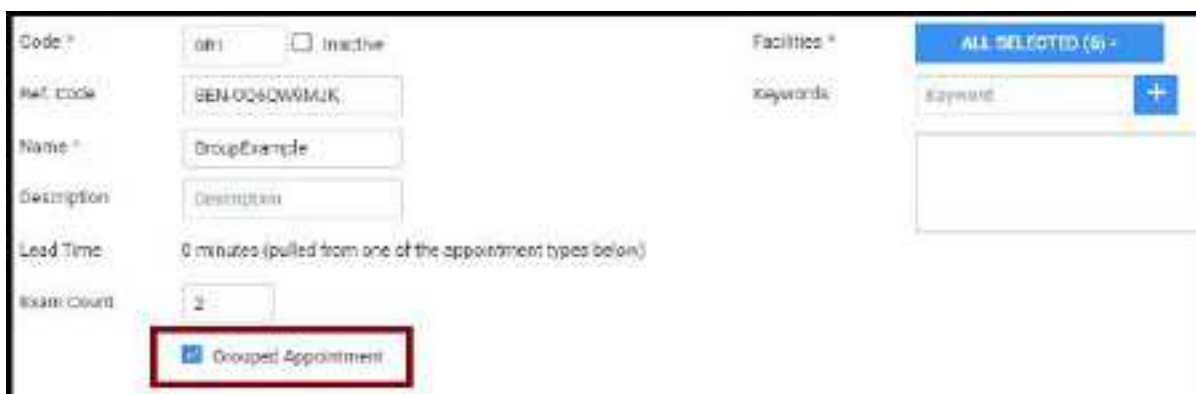 Code * Inactive Facilities * ALL SELECTED (6)
Ref. Code Keywords Keyword +
Name * GroupExample
Description Description
Lead Time 0 minutes (pulled from one of the appointment types below)
Exam Count 2
Grouped Appointment